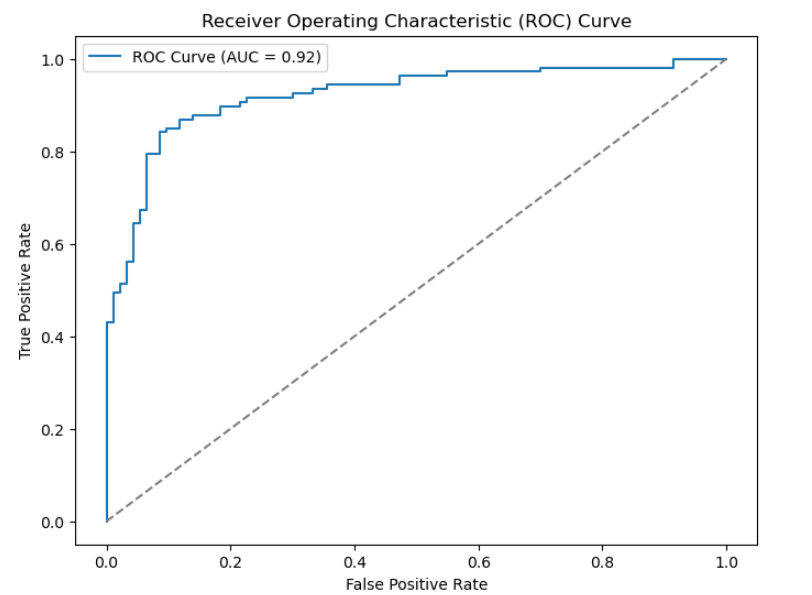 Receiver Operating Characteristic (ROC) Curve
ROC Curve (AUC = 0.92)
True Positive Rate
1.0
0.8
0.6
0.4
0.2
0.0
0.0 0.2 0.4 0.6 0.8 1.0
False Positive Rate